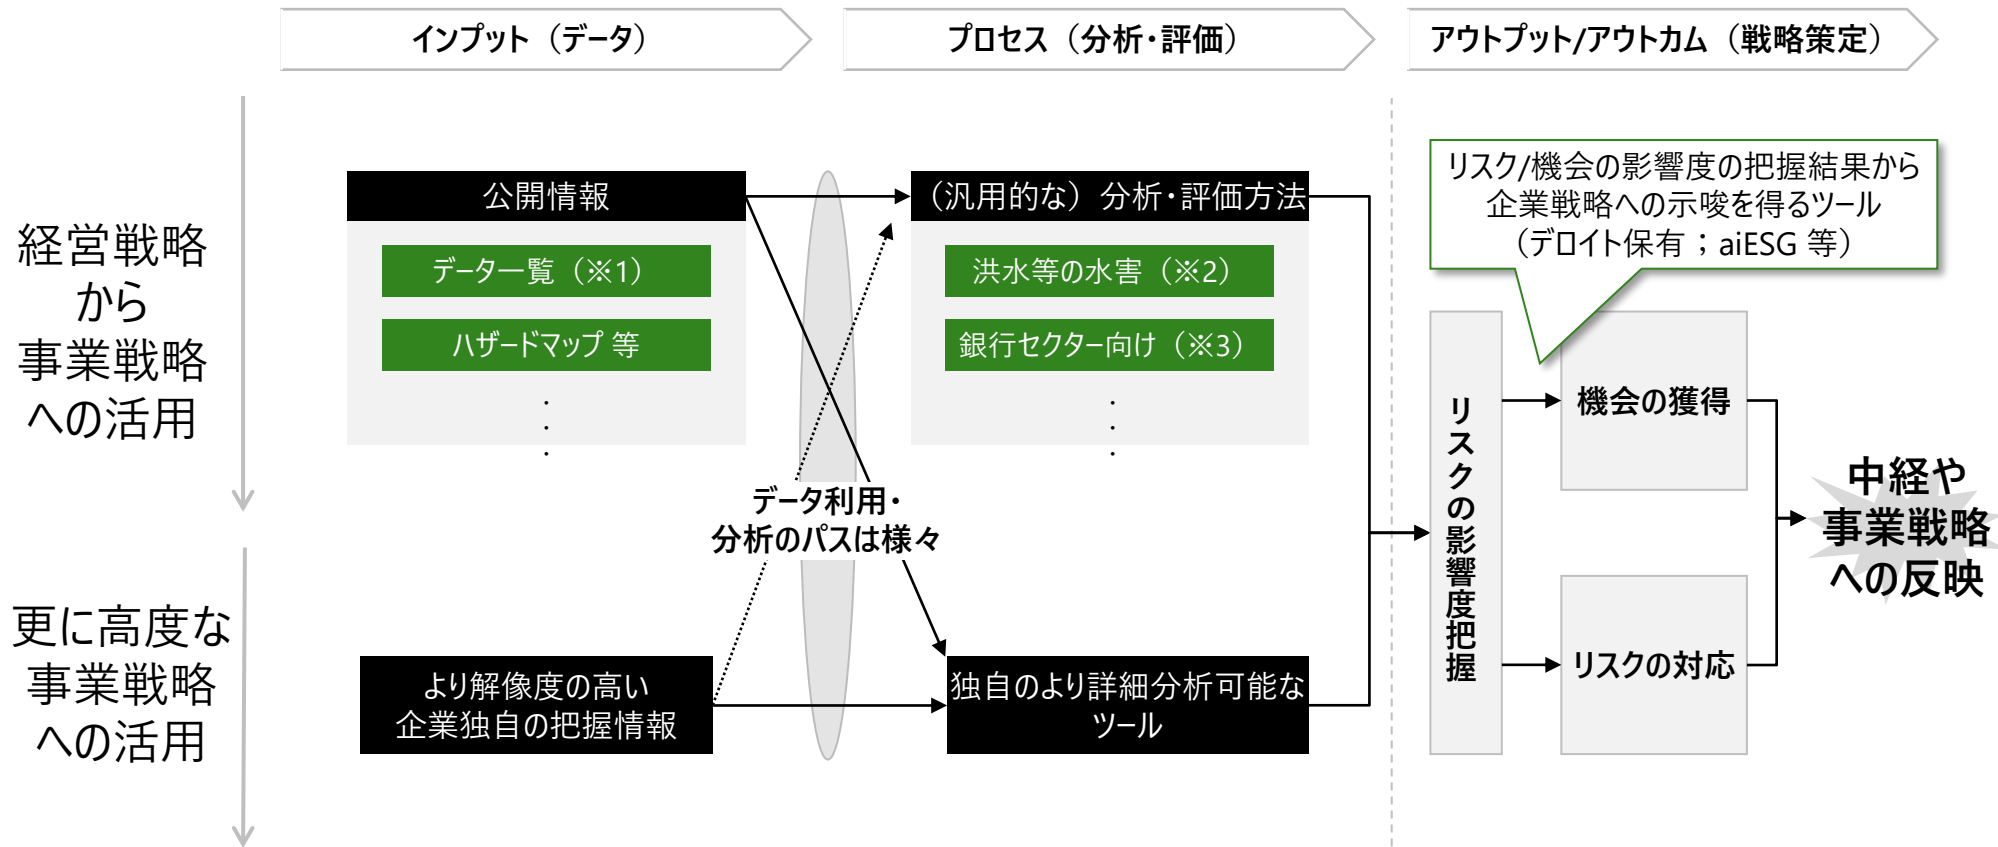 インプット（データ）
プロセス（分析・評価）
アウトプット/アウトカム（戦略策定）
経営戦略
から
事業戦略
への活用
更に高度な
事業戦略
への活用
公開情報
データ一覧（※1）
ハザードマップ 等
・
・
・
より解像度の高い
企業独自の把握情報
データ利用・
分析のパスは様々
（汎用的な）分析・評価方法
洪水等の水害（※2）
銀行セクター向け（※3）
・
・
・
独自のより詳細分析可能な
ツール
リスク/機会の影響度の把握結果から
企業戦略への示唆を得るツール
（デロイト保有；aiESG 等）
リスクの影響度把握
機会の獲得
リスクの対応
中経や
事業戦略
への反映